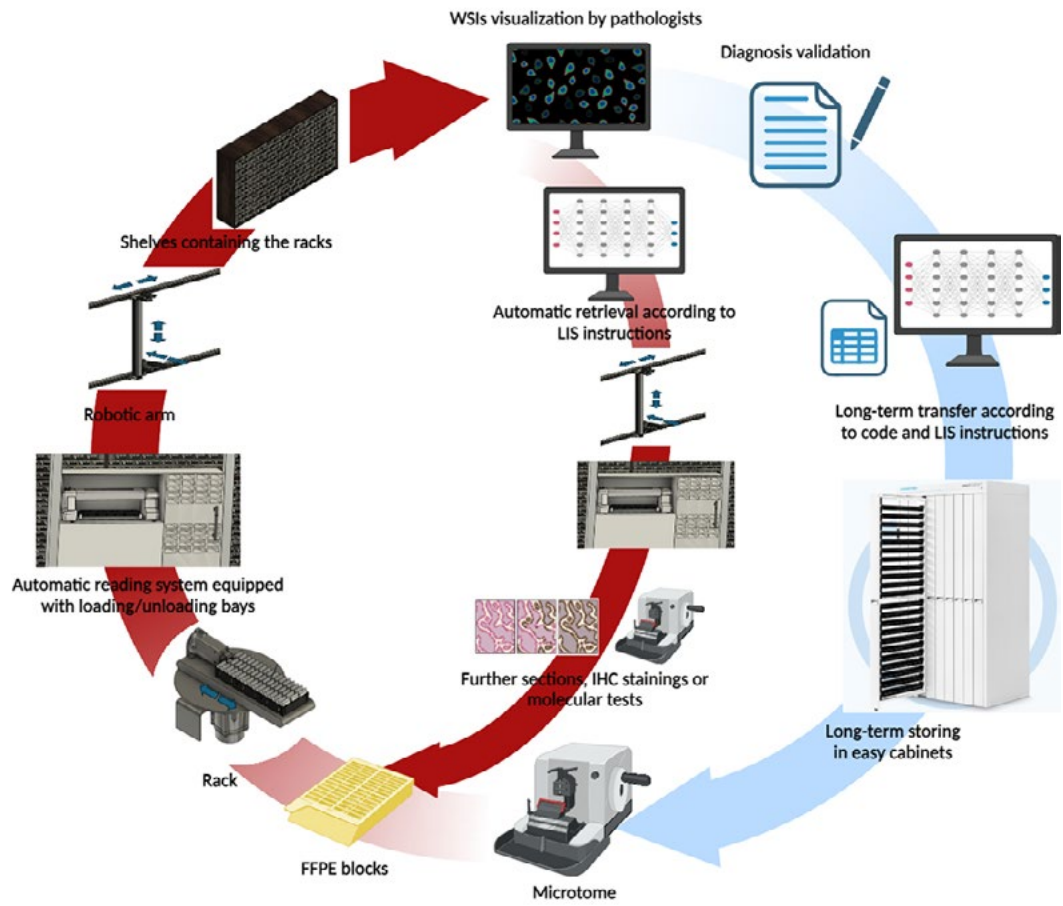 WSIs visualization by pathologists
Diagnosis validation
Shelves containing the racks
Automatic retrieval according to
LIS instructions
Robotic arm
Long-term transfer according
to code and LIS instructions
Automatic reading system equipped
with loading/unloading bays
Further sections, IHC stainings or
molecular tests
Long-term storing
in easy cabinets
Rack
FFPE blocks
Microtome